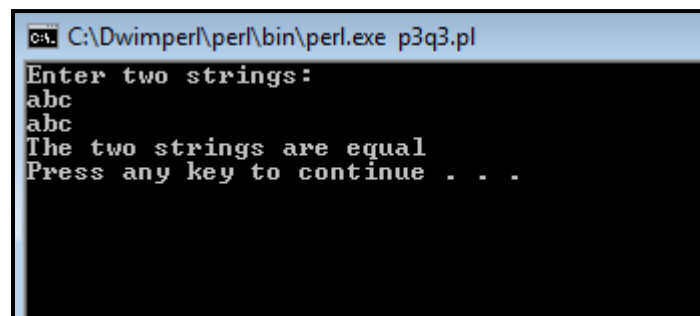 C:\Dwimperl\perl\bin\perl.exe p3q3.pl
Enter two strings:
abc
abc
The two strings are equal
Press any key to continue . . .